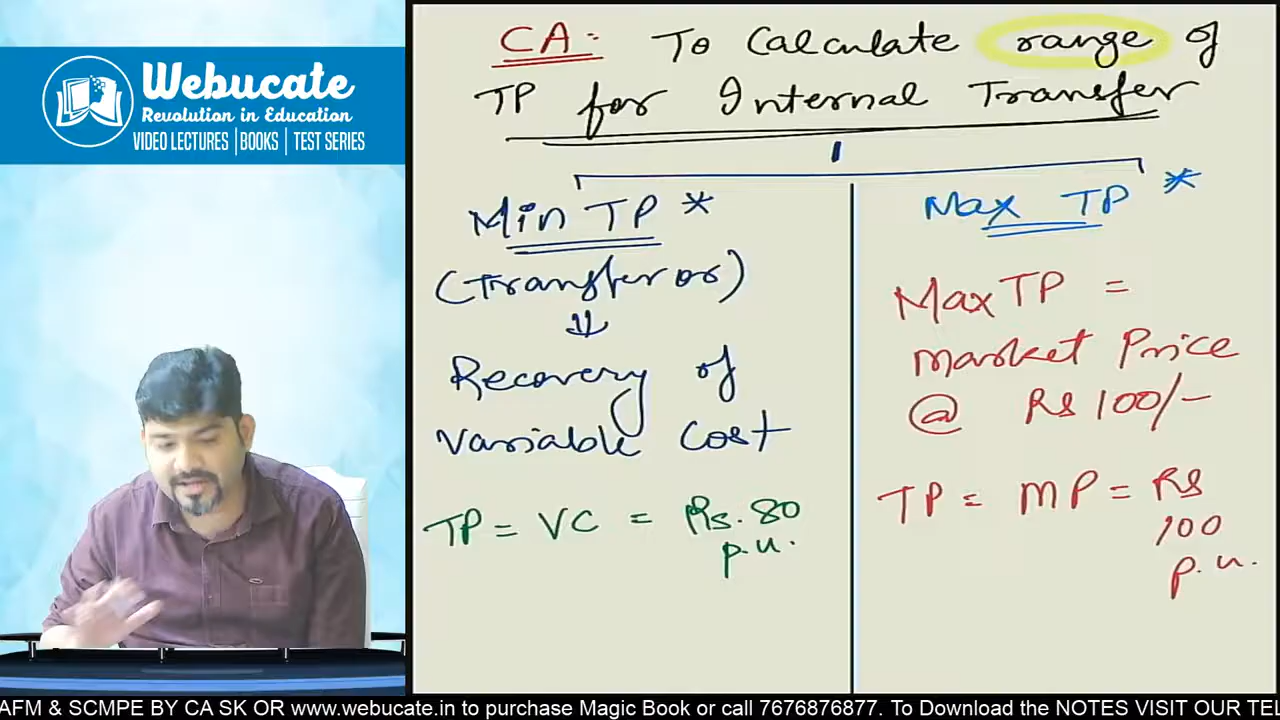 Webucate
Revolution in Education
VIDEO LECTURES | BOOKS | TEST SERIES
CA:- To Calculate range of
TP for Internal Transfer
Min TP *
(Transferor)
⇓
Recovery of
Variable Cost
TP = VC = Rs. 80
p.u.
Max TP *
Max TP =
Market Price
@ Rs 100/-
TP = MP = Rs
100
p.u.
AFM & SCMPE BY CA SK OR www.webucate.in to purchase Magic Book or call 7676876877. To Download the NOTES VISIT OUR TEL